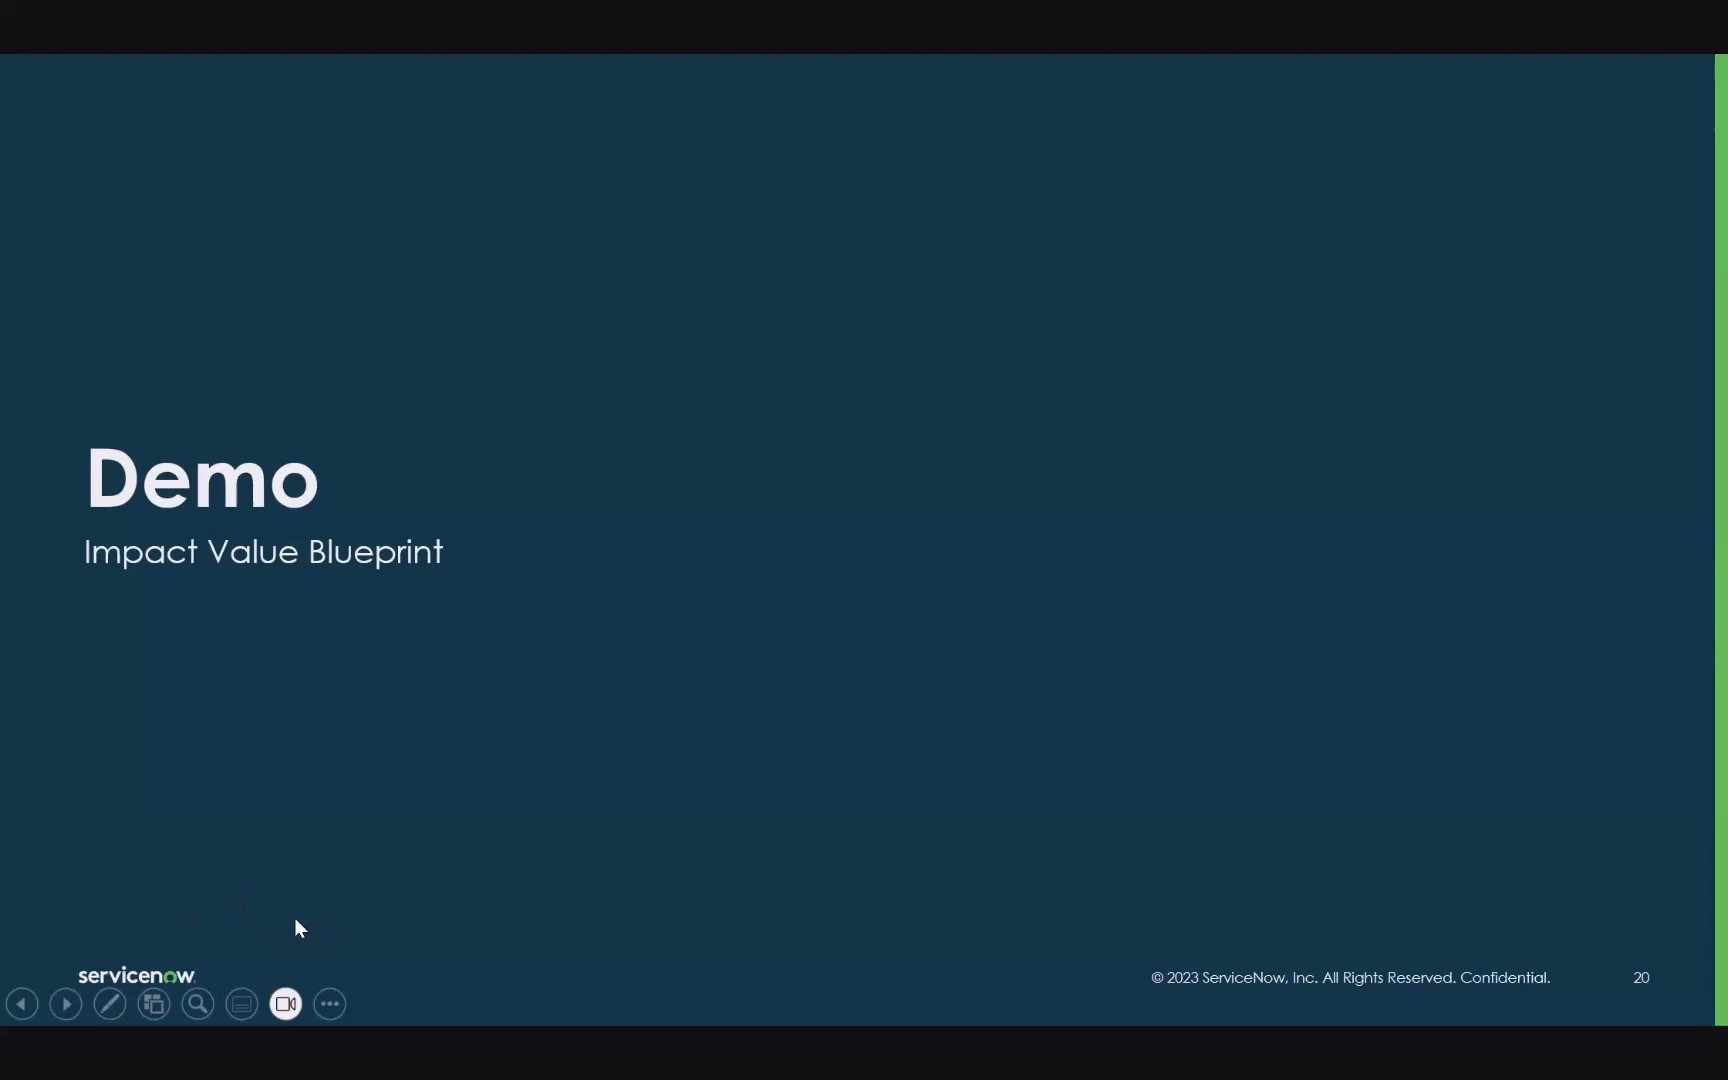 Demo
Impact Value Blueprint
servicenow
© 2023 ServiceNow, Inc. All Rights Reserved. Confidential.
20